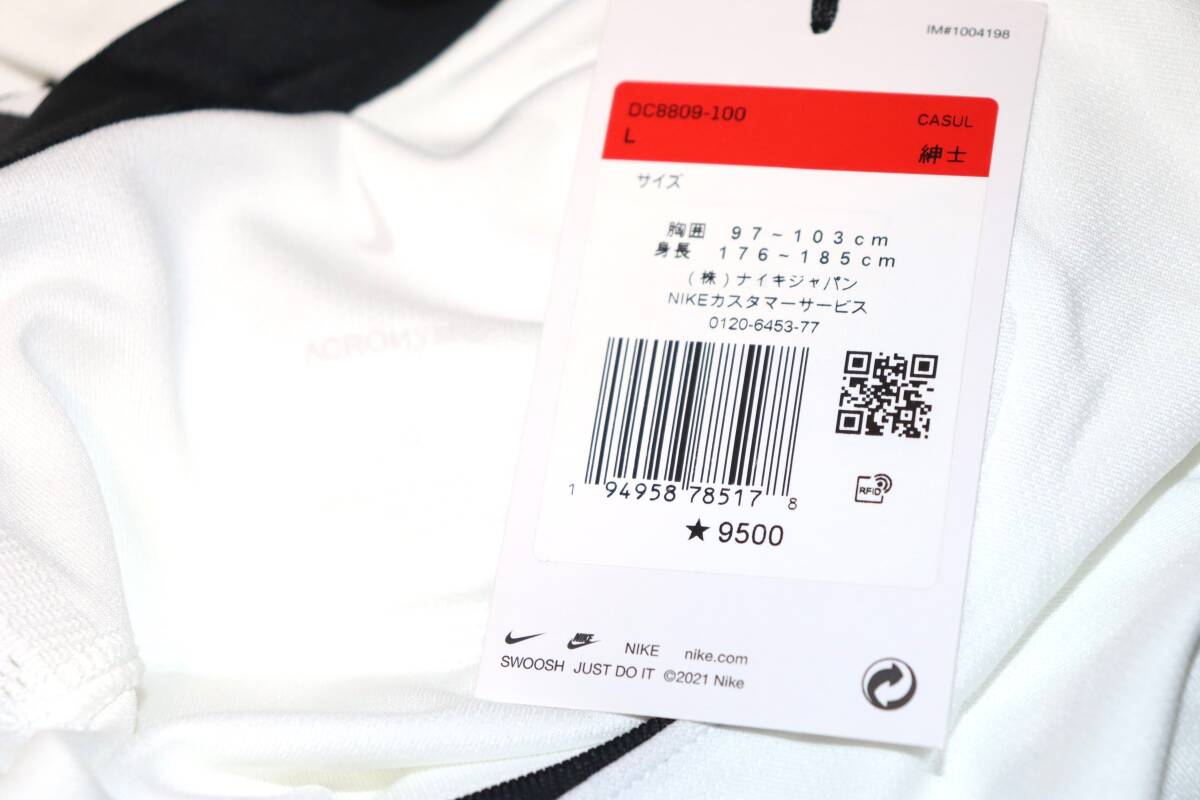 IM#1004198
DC8809-100
CASUL
L
紳士
サイズ
胸囲 97~103cm
身長 176~185cm
(株)ナイキジャパン
NIKEカスタマーサービス
0120-6453-77
1 94958 78517 8
RFID
★9500
NIKE NIKE nike.com
SWOOSH JUST DO IT ©2021 Nike